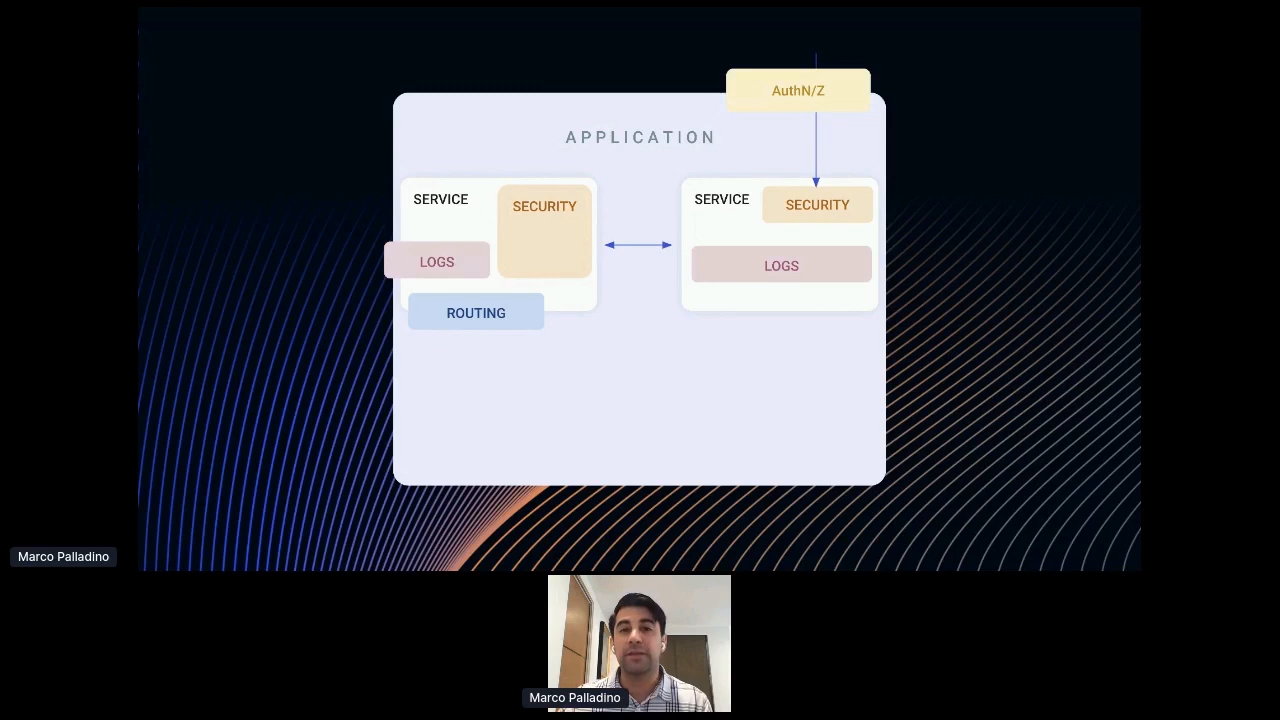 AuthN/Z
APPLICATION
SERVICE
SECURITY
LOGS
ROUTING
SERVICE
SECURITY
LOGS
Marco Palladino
Marco Palladino